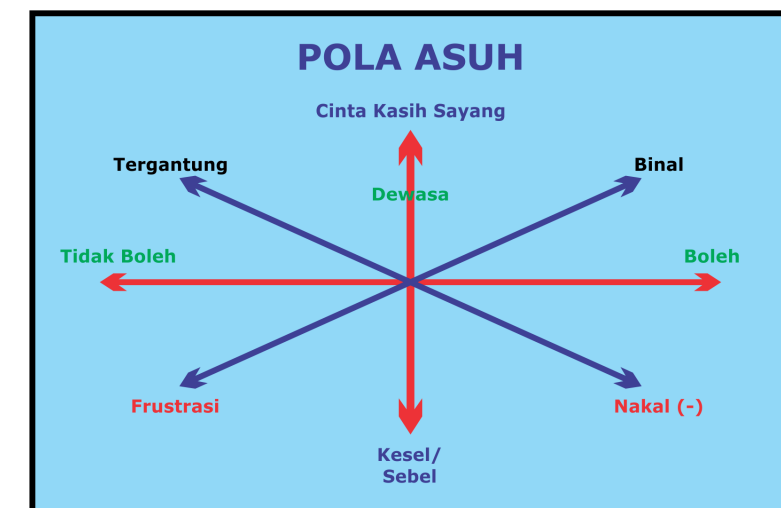 POLA ASUH
Cinta Kasih Sayang
Tergantung
Binal
Dewasa
Tidak Boleh
Boleh
Frustrasi
Nakal (-)
Kesel/
Sebel